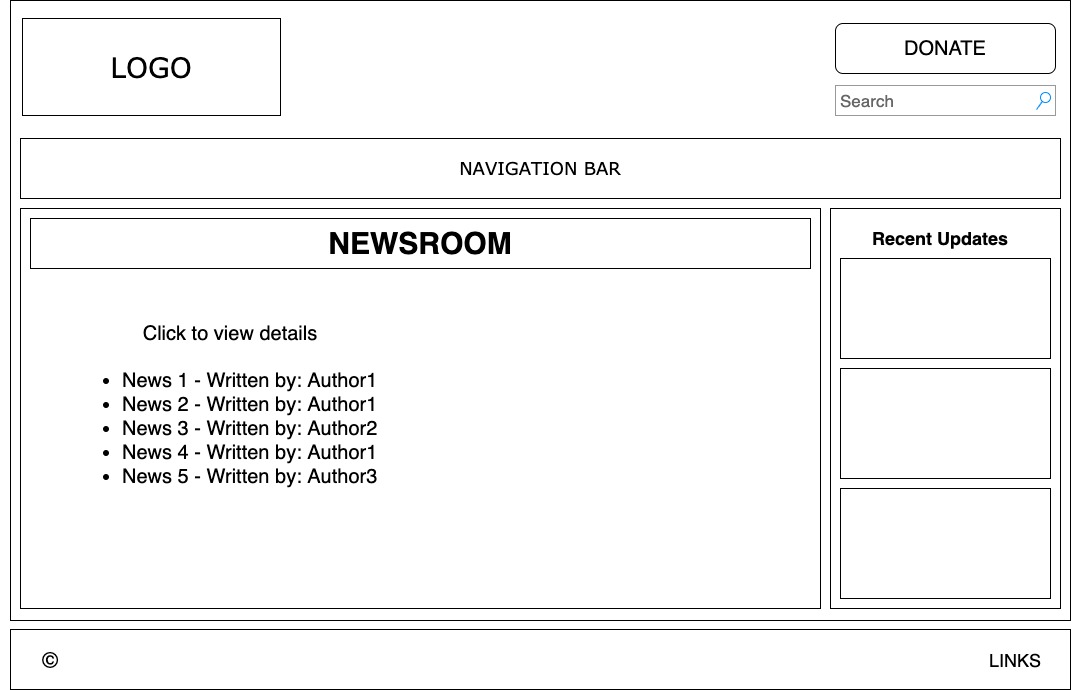 LOGO
DONATE
Search
NAVIGATION BAR
NEWSROOM
Recent Updates
Click to view details
• News 1 - Written by: Author1
• News 2 - Written by: Author1
• News 3 - Written by: Author2
• News 4 - Written by: Author1
• News 5 - Written by: Author3
©
LINKS